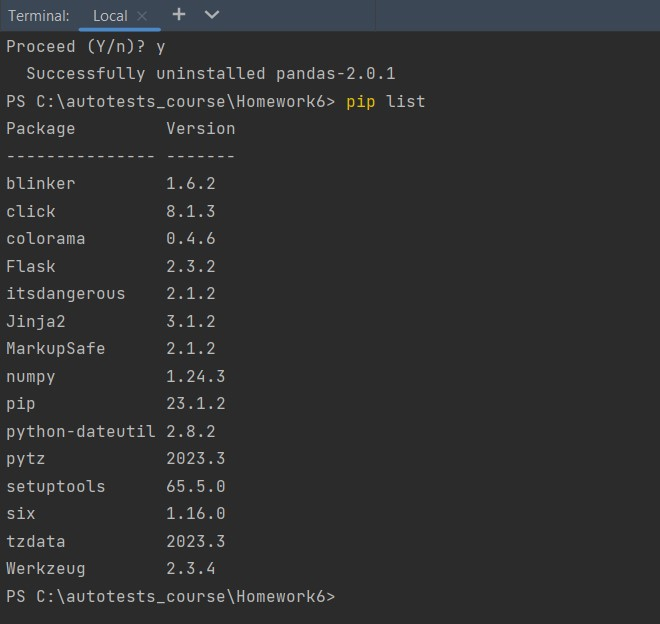 Terminal: Local × + 
Proceed (Y/n)? y
  Successfully uninstalled pandas-2.0.1
PS C:\autotests_course\Homework6> pip list
Package         Version
--------------- -------
blinker         1.6.2
click           8.1.3
colorama        0.4.6
Flask           2.3.2
itsdangerous    2.1.2
Jinja2          3.1.2
MarkupSafe      2.1.2
numpy           1.24.3
pip             23.1.2
python-dateutil 2.8.2
pytz            2023.3
setuptools      65.5.0
six             1.16.0
tzdata          2023.3
Werkzeug        2.3.4
PS C:\autotests_course\Homework6>